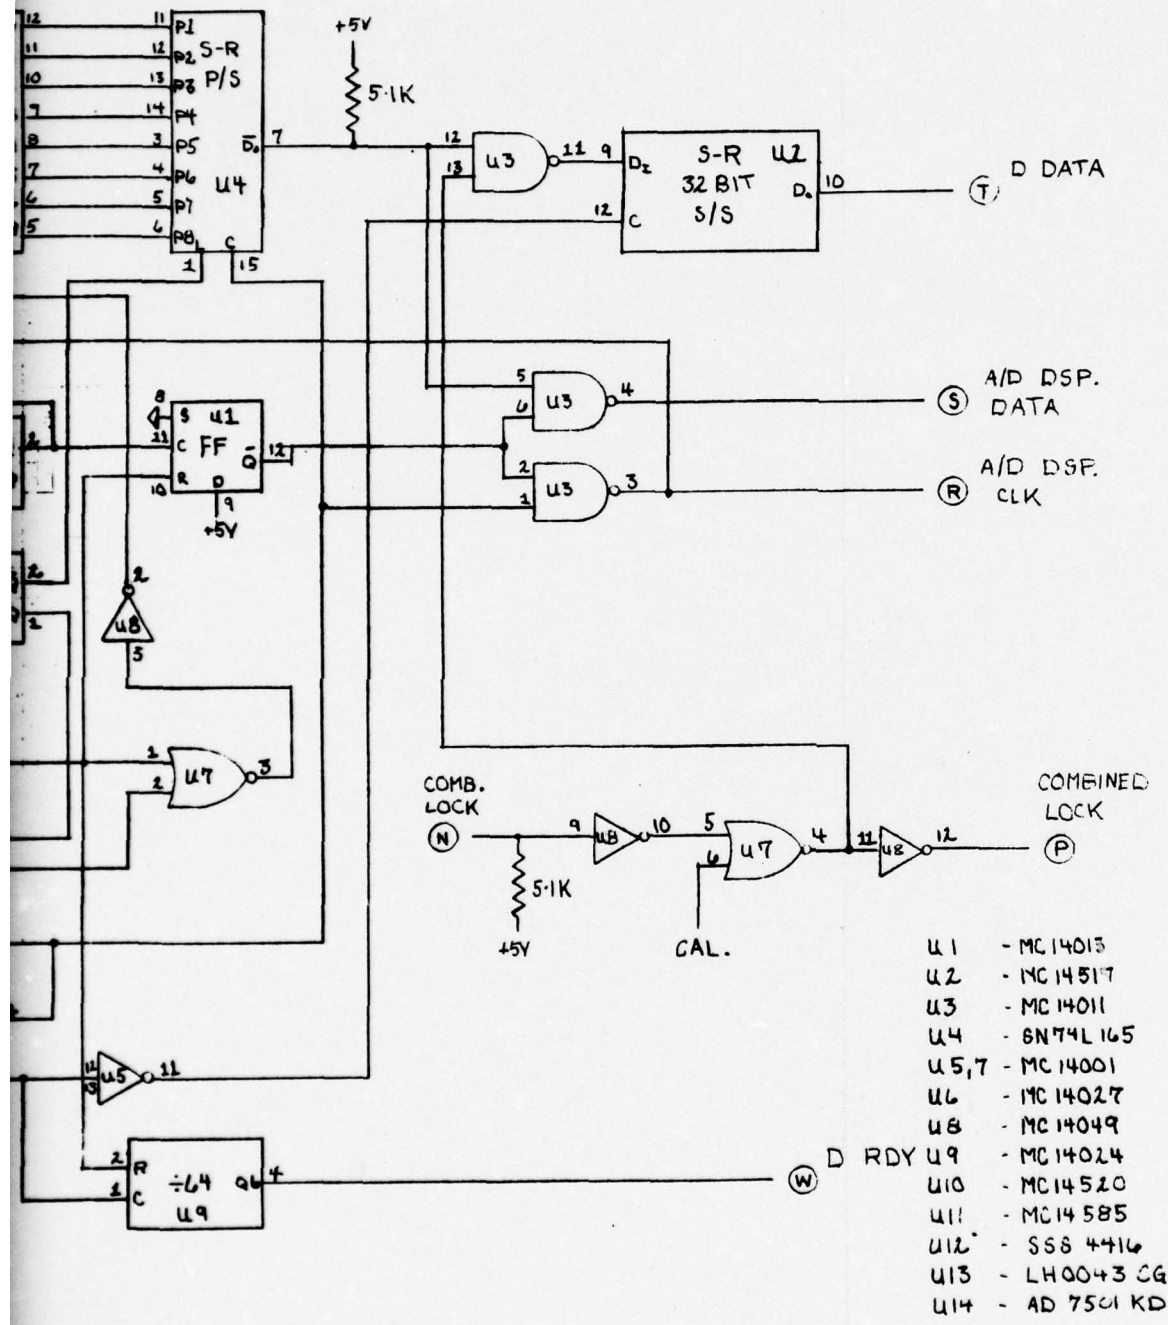 12 11 P1
11 12 P2 S-R
10 13 P3 P/S
9 14 P4
8 3 P5 D̅o 7
7 4 P6 U4
6 5 P7
5 6 P8 L C
1 15
+5V
5.1K
12 13 U3 11
9 DI S-R U2
32 BIT
S/S
12 C
Do 10
T D DATA
5 6 U3 4
S A/D DSP.
DATA
2 1 U3 3
R A/D DSP.
CLK
8 S U1
11 C FF Q̅ 12
10 R D
9
+5V
2
2
1
2
U8
3
1 2 U7 3
COMB.
LOCK
N
9 U8 10
5.1K
+5V
5 6 U7 4
CAL.
11 U8 12
COMBINED
LOCK
P
12 13 U5 11
2 R ÷64 Q6 4
1 C U9
W D RDY
U1 - MC14013
U2 - MC14517
U3 - MC14011
U4 - SN74L165
U5,7 - MC14001
U6 - MC14027
U8 - MC14049
U9 - MC14024
U10 - MC14520
U11 - MC14585
U12 - SSS 4416
U13 - LH0043 CG
U14 - AD 7501 KD